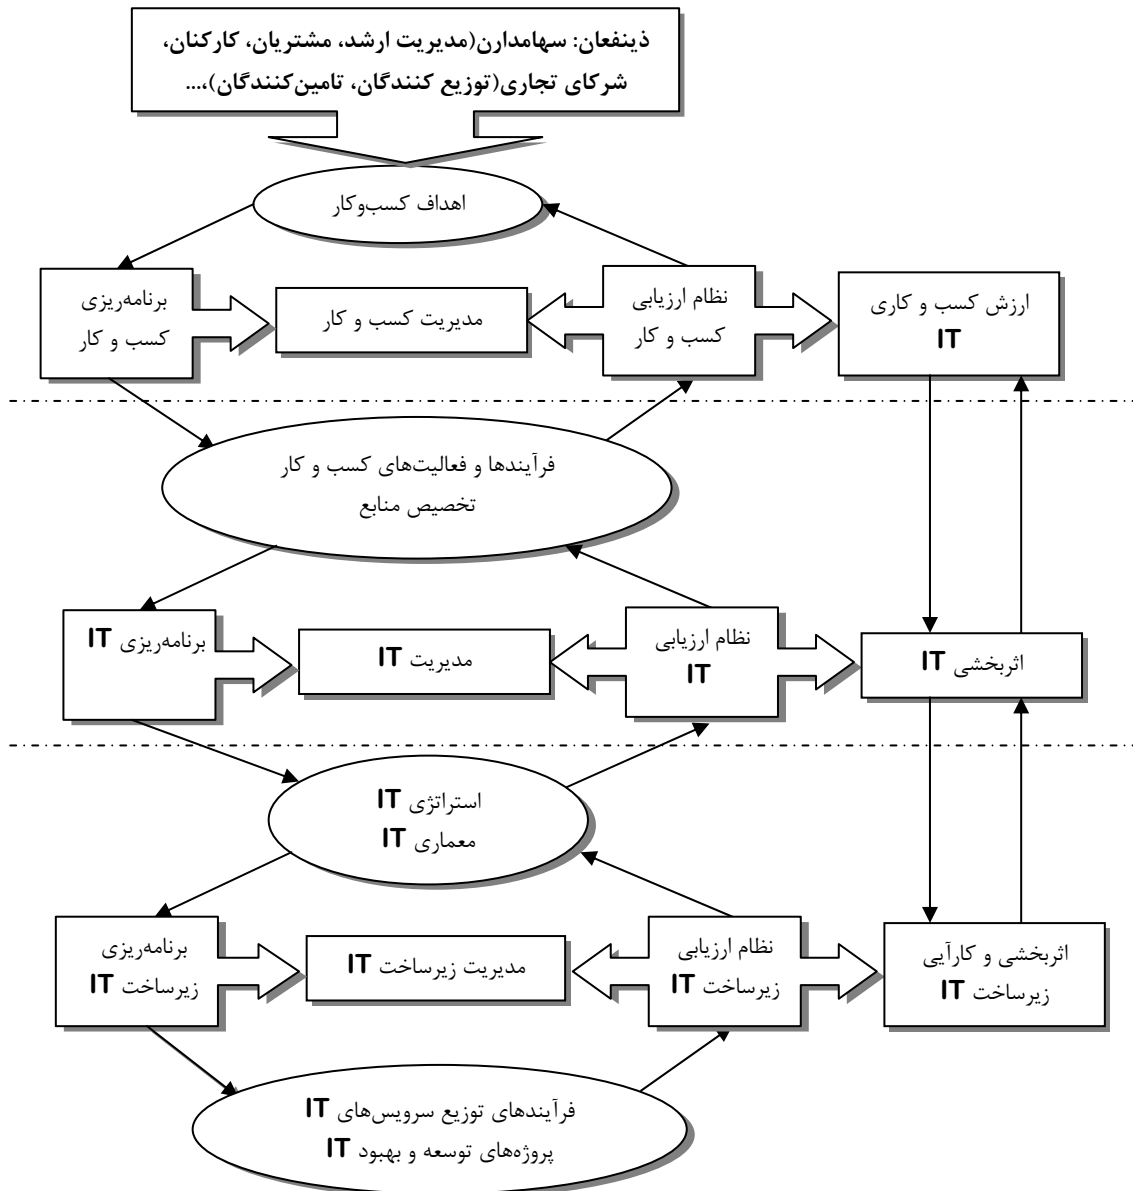 ذینفعان: سهامدارن(مدیریت ارشد، مشتریان، کارکنان،
شرکای تجاری(توزیع کنندگان، تامین‌کنندگان)،...
اهداف کسب‌وکار
برنامه‌ریزی
کسب و کار
مدیریت کسب و کار
نظام ارزیابی
کسب و کار
ارزش کسب و کاری
IT
فرآیندها و فعالیت‌های کسب و کار
تخصیص منابع
برنامه‌ریزی IT
مدیریت IT
نظام ارزیابی
IT
اثربخشی IT
استراتژی IT
معماری IT
برنامه‌ریزی
زیرساخت IT
مدیریت زیرساخت IT
نظام ارزیابی
زیرساخت IT
اثربخشی و کارآیی
زیرساخت IT
فرآیندهای توزیع سرویس‌های IT
پروژه‌های توسعه و بهبود IT